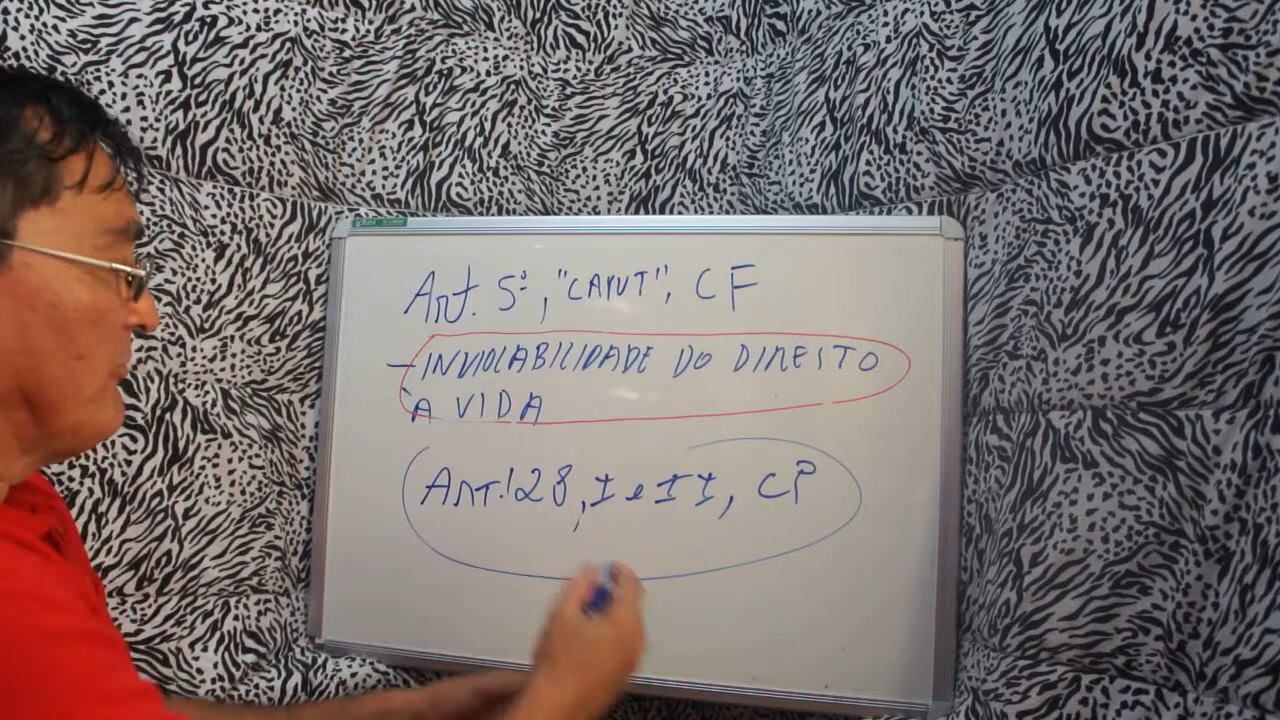 Art. 5º, "CAPUT", CF
- INVIOLABILIDADE DO DIREITO
À VIDA
ART. 128, I e II, CP